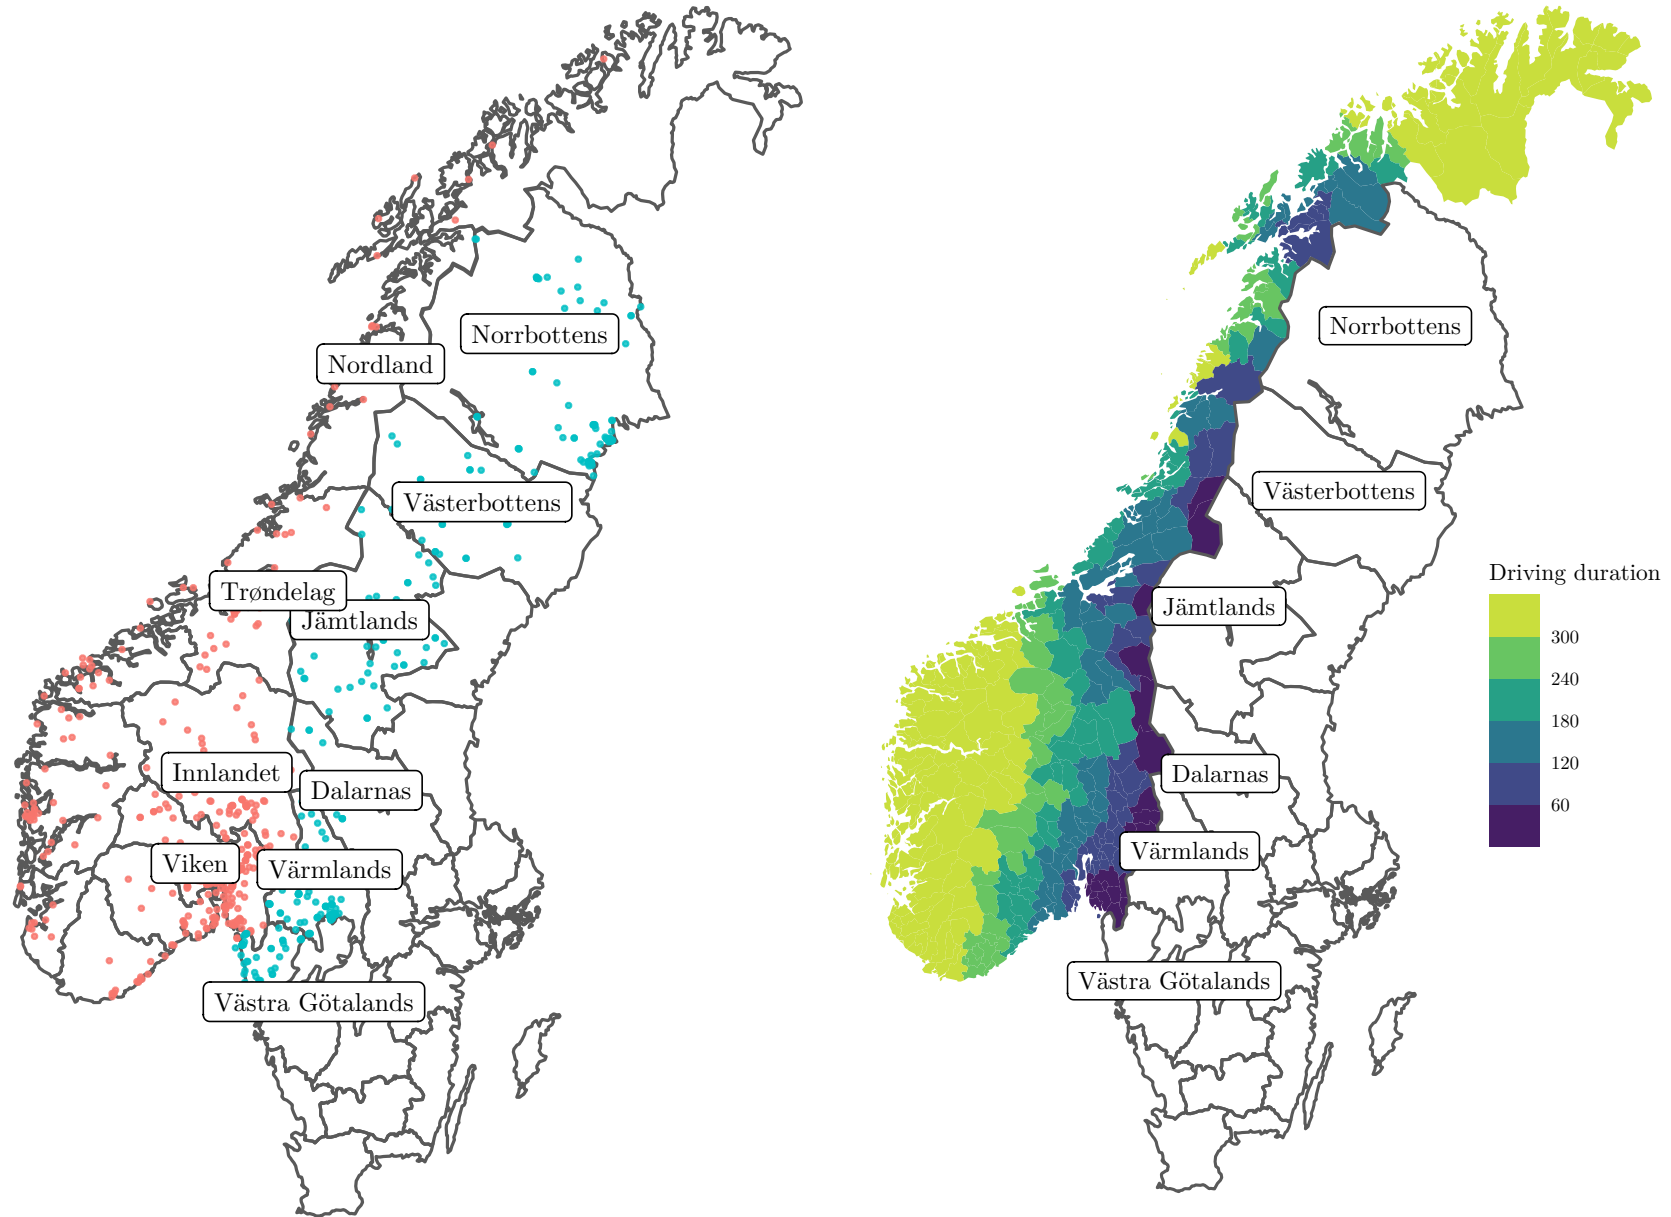 Norrbottens
Nordland
Västerbottens
Trøndelag
Jämtlands
Innlandet
Dalarnas
Viken
Värmlands
Västra Götalands
Norrbottens
Västerbottens
Jämtlands
Dalarnas
Värmlands
Västra Götalands
Driving duration
300
240
180
120
60